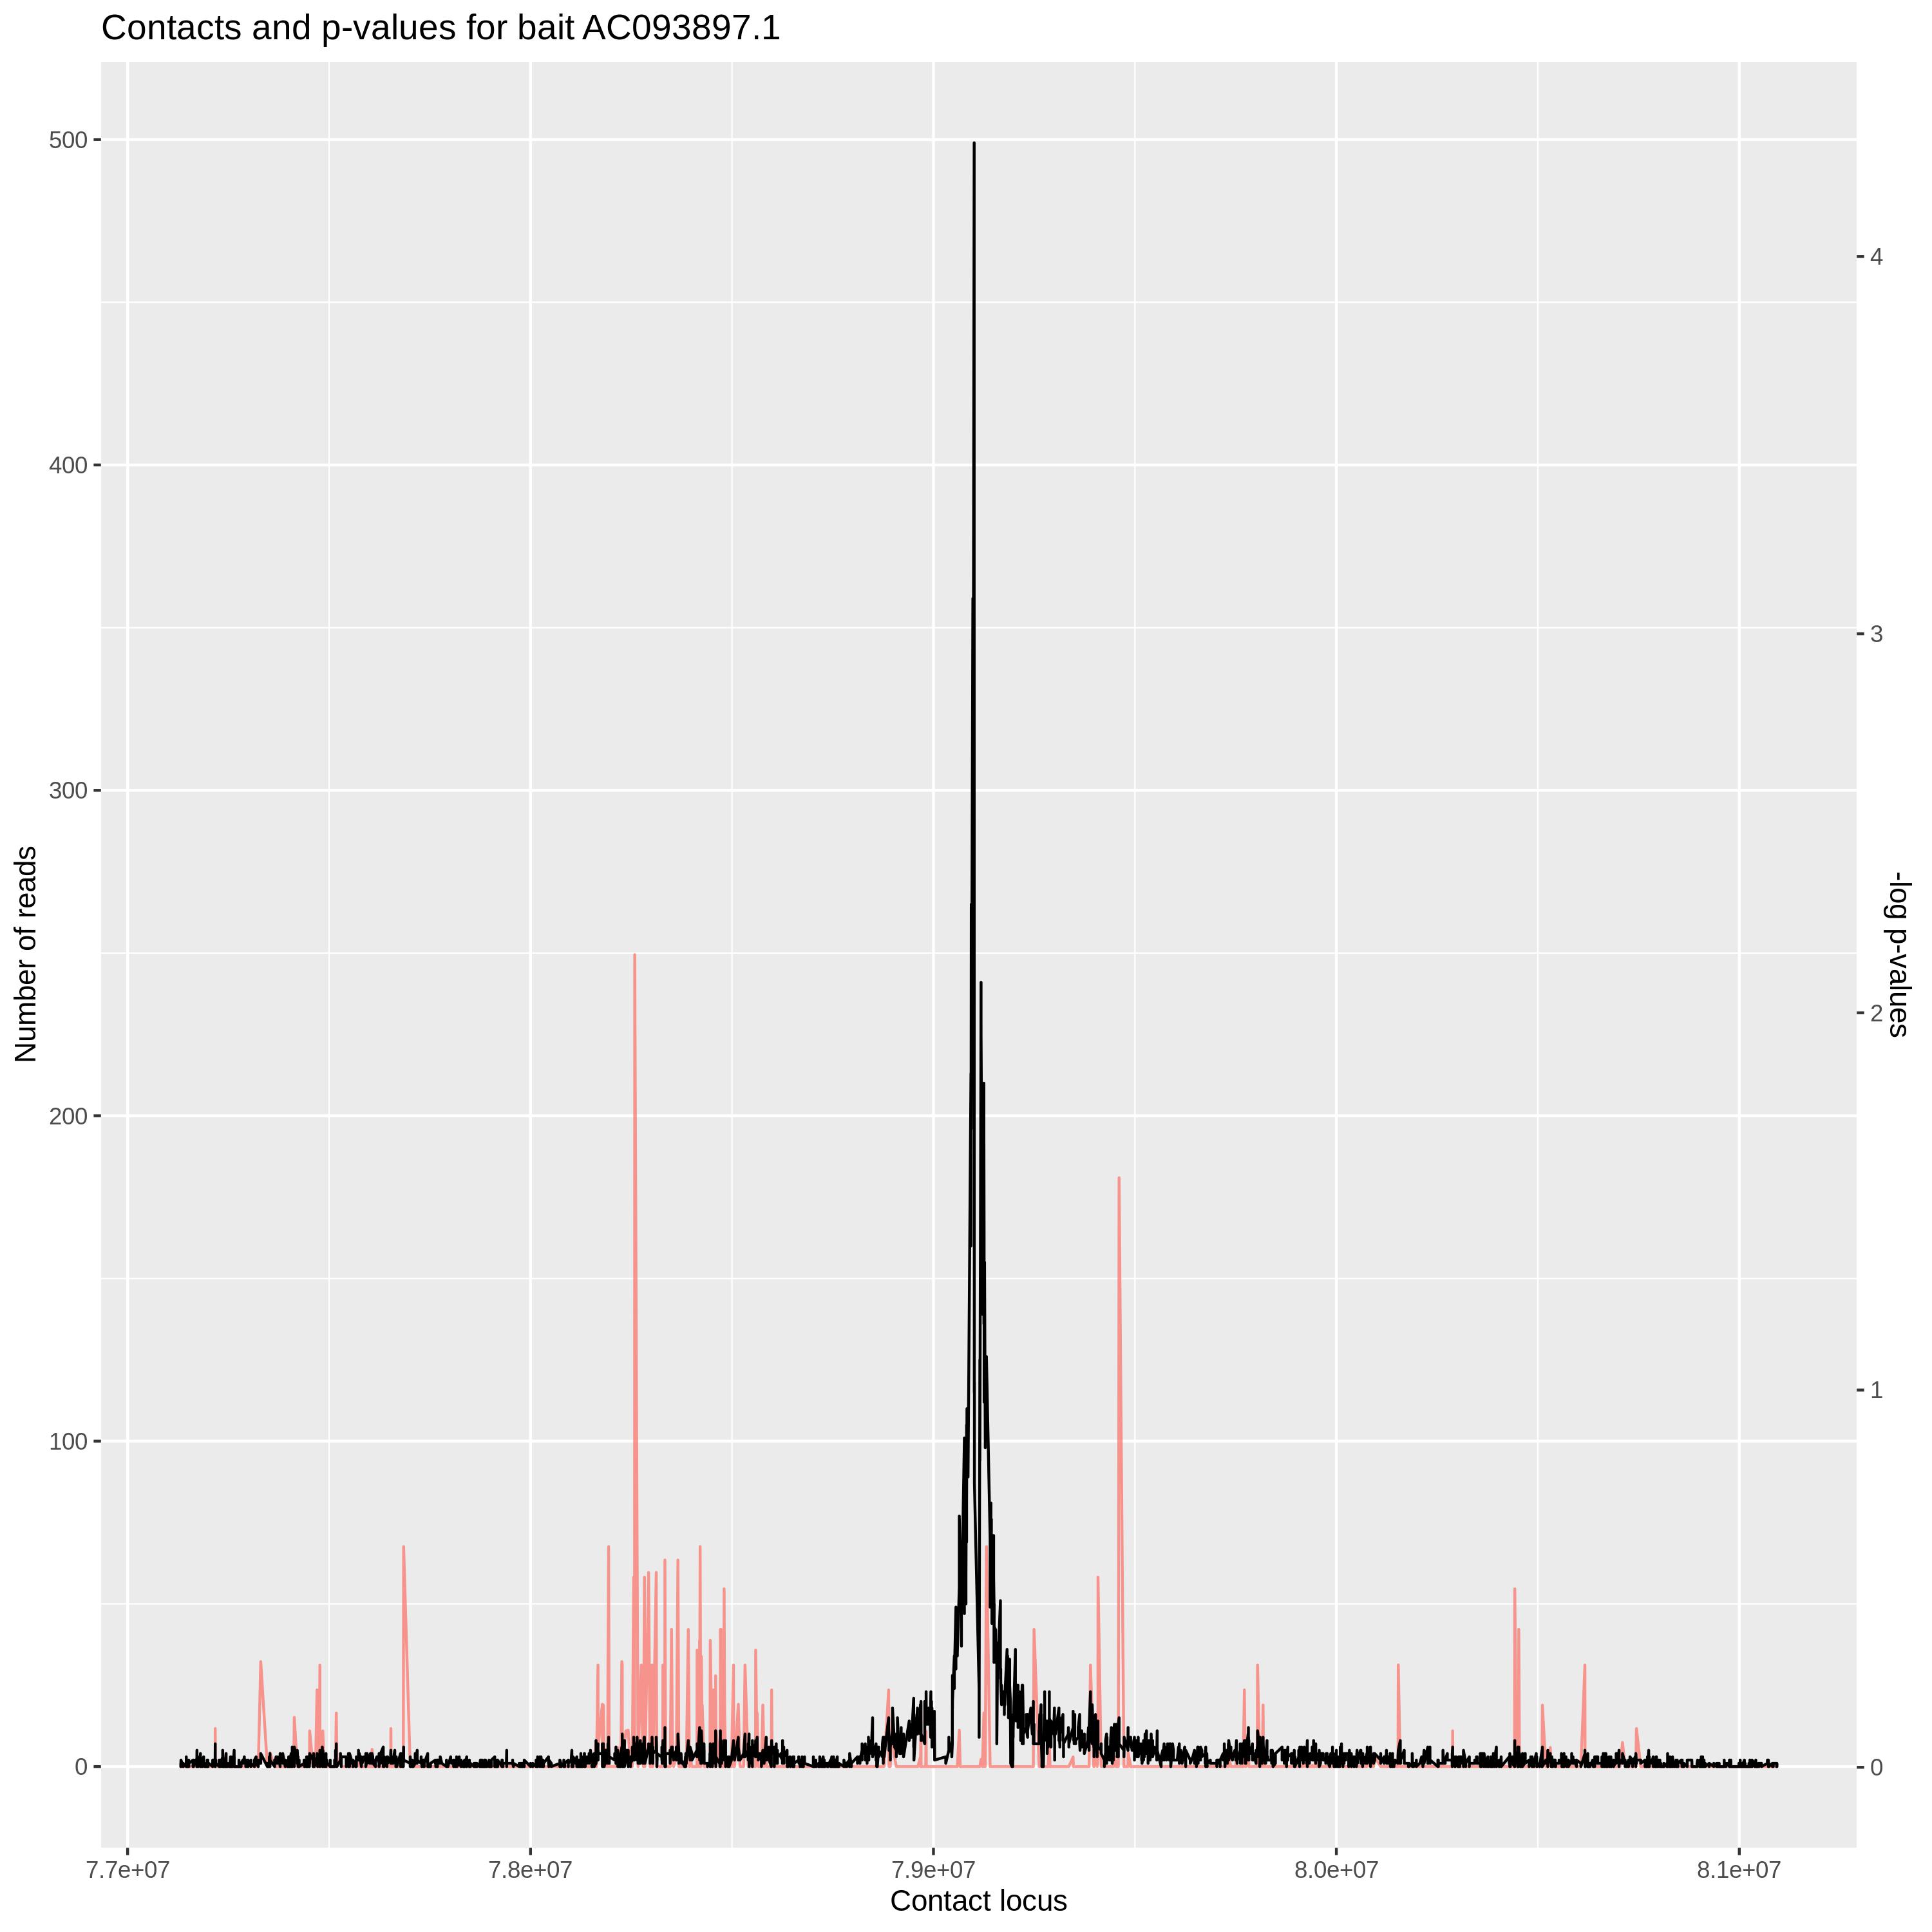 Contacts and p-values for bait AC093897.1
500
400
300
200
100
0
Number of reads
4
3
2
1
0
-log p-values
7.7e+07 7.8e+07 7.9e+07 8.0e+07 8.1e+07
Contact locus